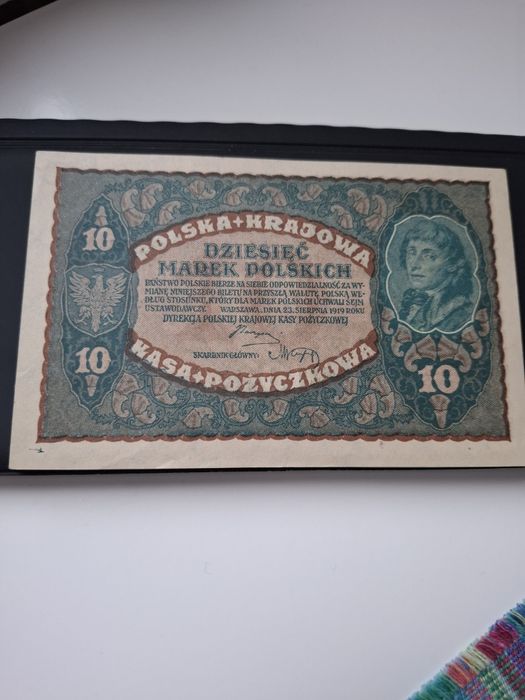 10
POLSKA+KRAJOWA
DZIESIĘĆ
MAREK POLSKICH
PAŃSTWO POLSKIE BIERZE NA SIEBIE ODPOWIEDZIALNOŚĆ ZA WY-
MIANĘ NINIEJSZEGO BILETU NA PRZYSZŁĄ WALUTĘ POLSKĄ WE-
DŁUG STOSUNKU, KTÓRY DLA MAREK POLSKICH UCHWALI SEJM
USTAWODAWCZY. WARSZAWA, DNIA 23. SIERPNIA 1919 ROKU
DYREKCJA POLSKIEJ KRAJOWEJ KASY POŻYCZKOWEJ
SKARBNIK GŁÓWNY:
KASA+POŻYCZKOWA
10
10